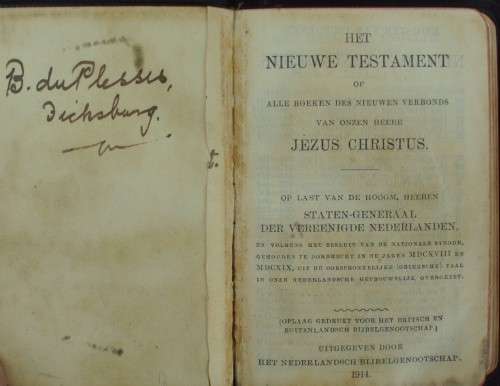 B. du Plessis,
Dichsburg.
t.
HET
NIEUWE TESTAMENT
OF
ALLE BOEKEN DES NIEUWEN VERBONDS
VAN ONZEN HEERE
JEZUS CHRISTUS.
OP LAST VAN DE HOOGM. HEEREN
STATEN-GENERAAL
DER VEREENIGDE NEDERLANDEN,
EN VOLGENS HET BESLUIT VAN DE NATIONALE SYNODE,
GEHOUDEN TE DORDRECHT IN DE JAREN MDCXVIII EN
MDCXIX, UIT DE OORSPRONKELIJKE (GRIEKSCHE) TAAL
IN ONZE NEDERLANDSCHE GETROUWELIJK OVERGEZET.
[OPLAAG GEDRUKT VOOR HET BRITSCH EN
BUITENLANDSCH BIJBELGENOOTSCHAP.]
UITGEGEVEN DOOR
HET NEDERLANDSCH BIJBELGENOOTSCHAP.
1914.